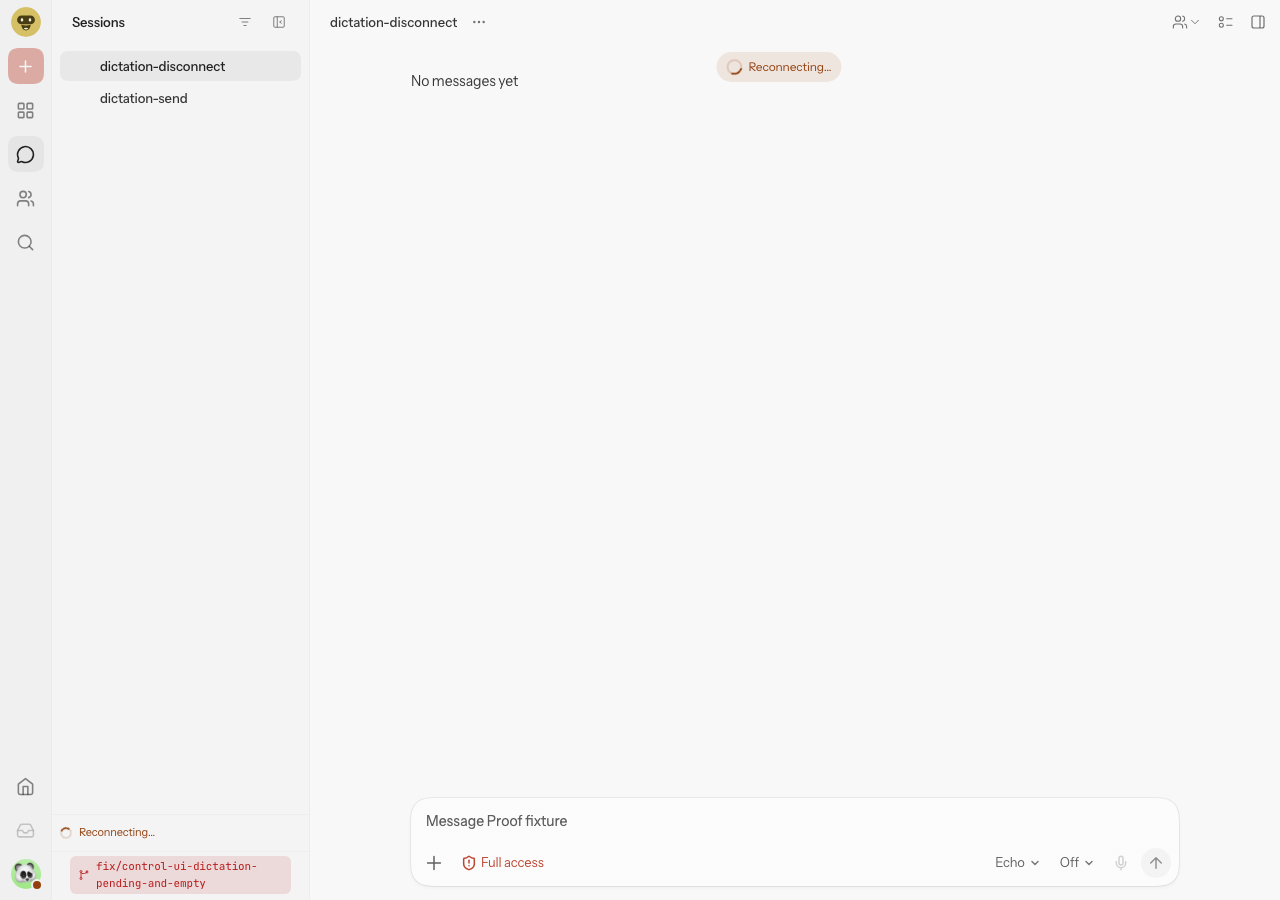 Sessions
dictation-disconnect
dictation-send
dictation-disconnect
Reconnecting...
No messages yet
Message Proof fixture
Full access
Echo
Off
Reconnecting...
fix/control-ui-dictation-
pending-and-empty